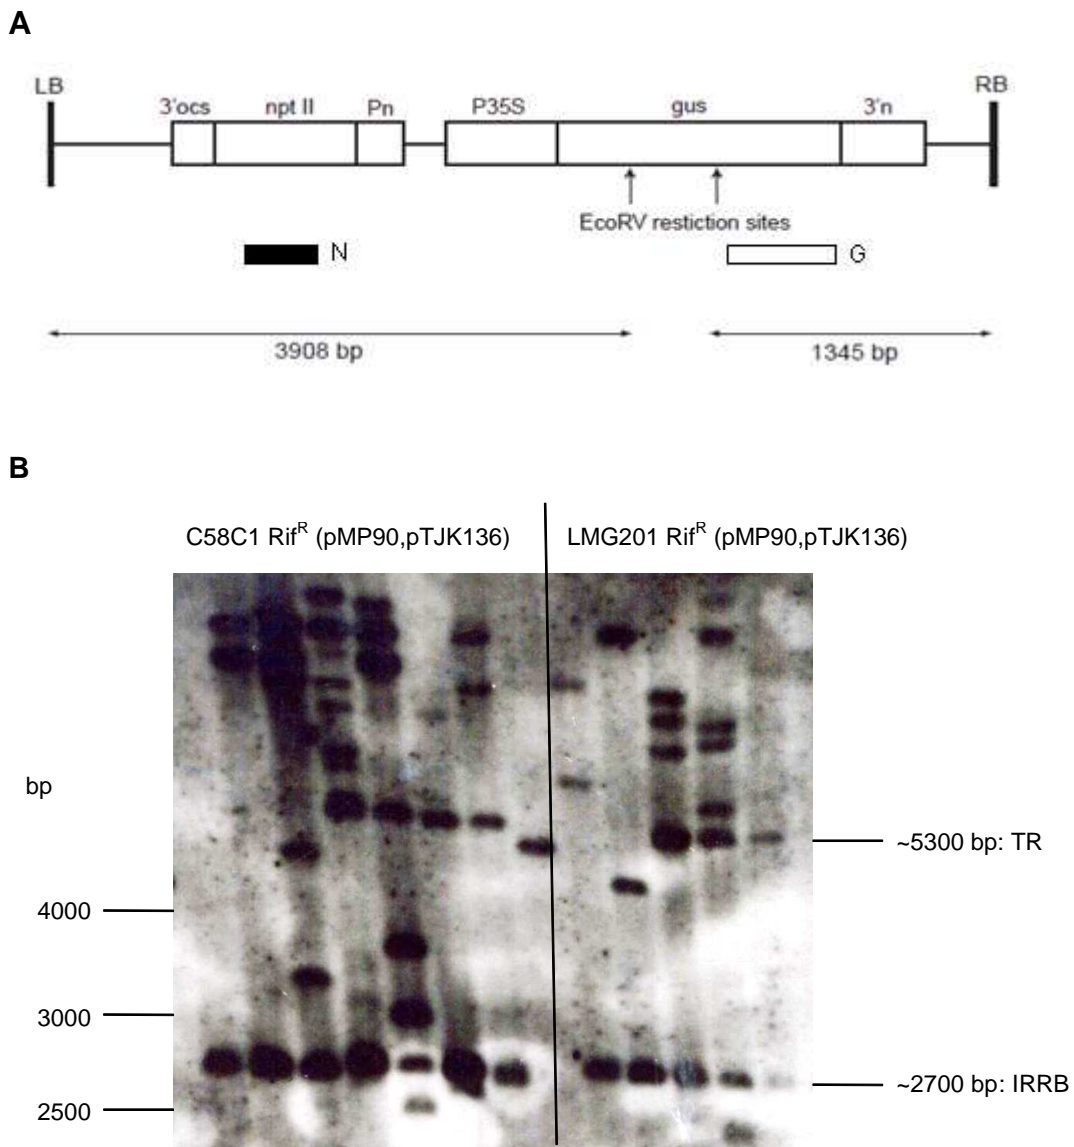 A
LB
RB
3'ocs npt II Pn P35S gus 3'n
EcoRV restiction sites
N
G
3908 bp
1345 bp
B
C58C1 Rif^R (pMP90,pTJK136)
LMG201 Rif^R (pMP90,pTJK136)
bp
~5300 bp: TR
4000
3000
~2700 bp: IRRB
2500